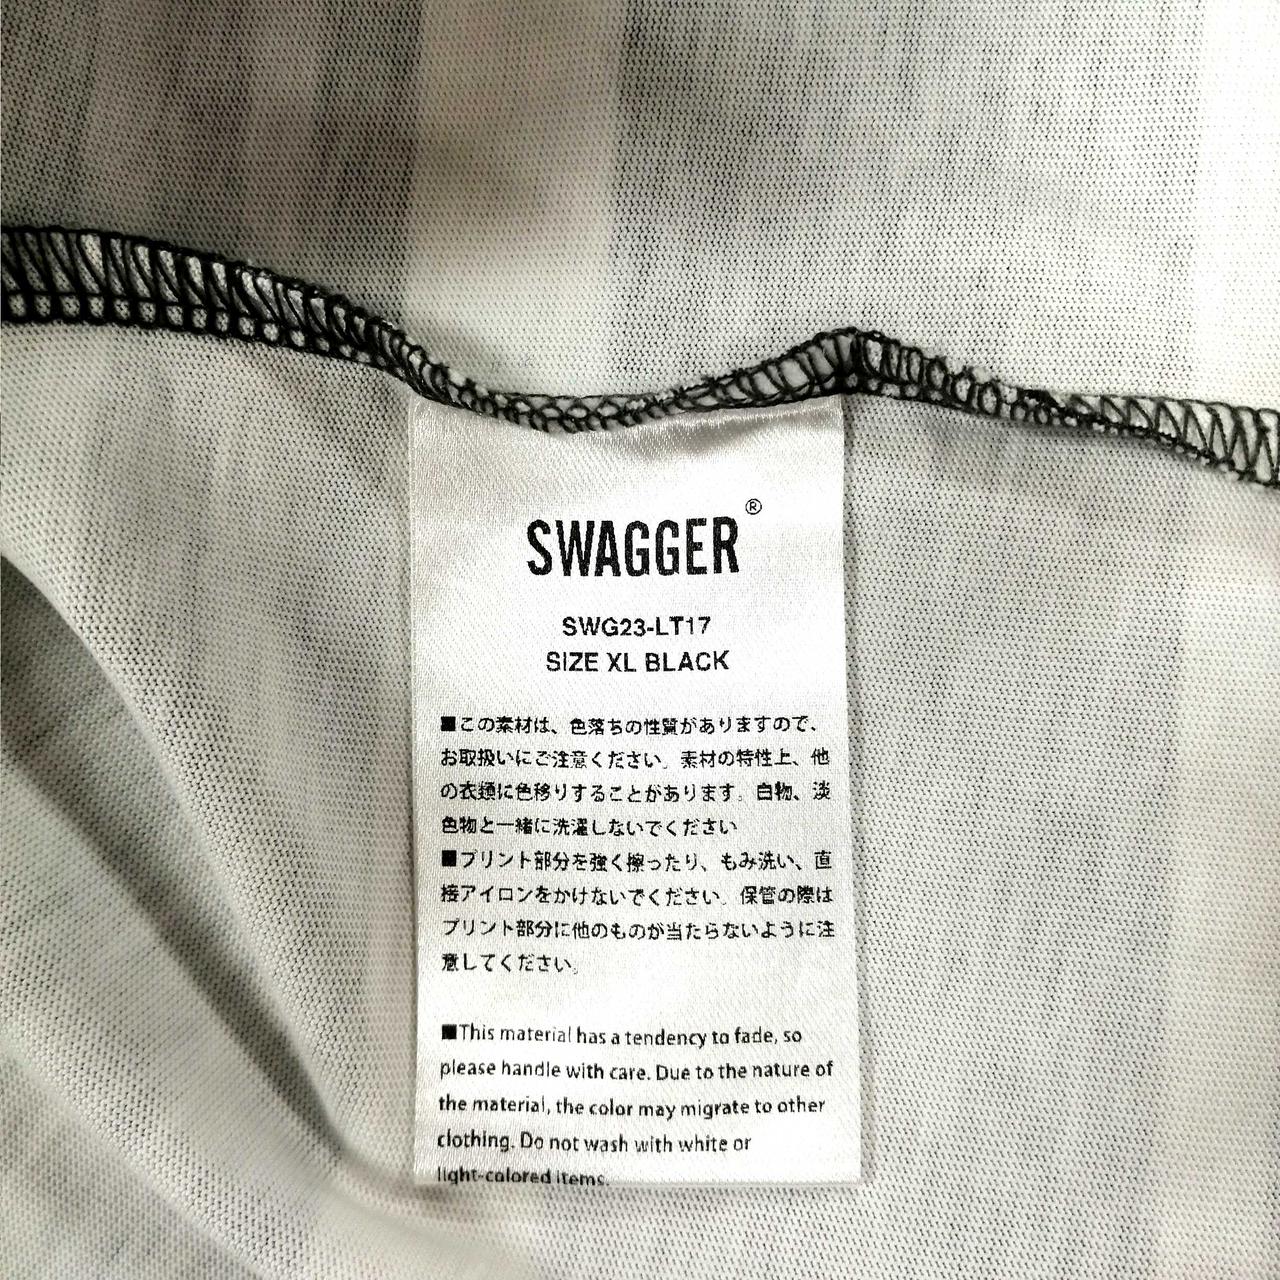 SWAGGER®
SWG23-LT17
SIZE XL BLACK
■この素材は、色落ちの性質がありますので、
お取扱いにご注意ください。素材の特性上、他
の衣類に色移りすることがあります。白物、淡
色物と一緒に洗濯しないでください
■プリント部分を強く擦ったり、もみ洗い、直
接アイロンをかけないでください。保管の際は
プリント部分に他のものが当たらないように注
意してください。
■This material has a tendency to fade, so
please handle with care. Due to the nature of
the material, the color may migrate to other
clothing. Do not wash with white or
light-colored items.